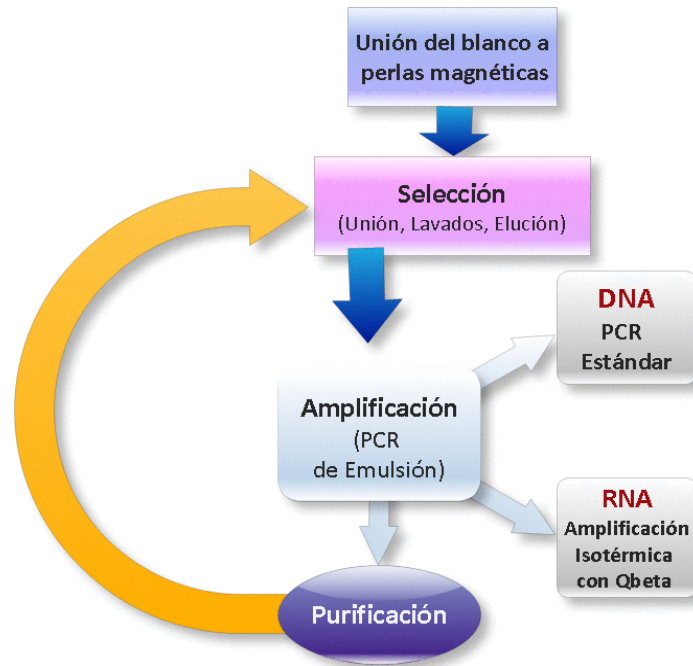 Unión del blanco a
perlas magnéticas
Selección
(Unión, Lavados, Elución)
Amplificación
(PCR
de Emulsión)
DNA
PCR
Estándar
RNA
Amplificación
Isotérmica
con Qbeta
Purificación